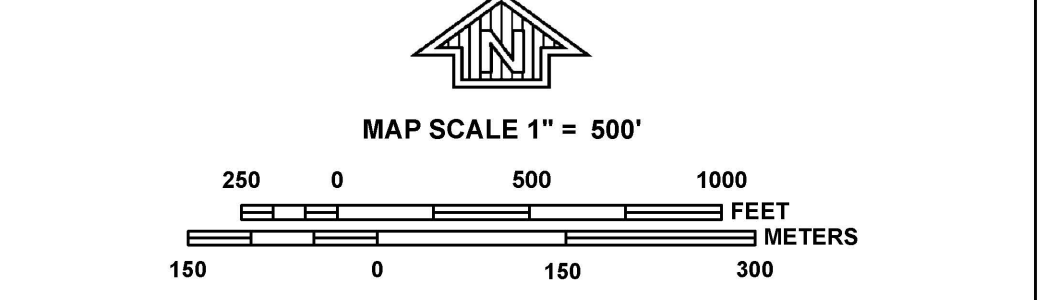 N
MAP SCALE 1" = 500'
250 0 500 1000
FEET
METERS
150 0 150 300